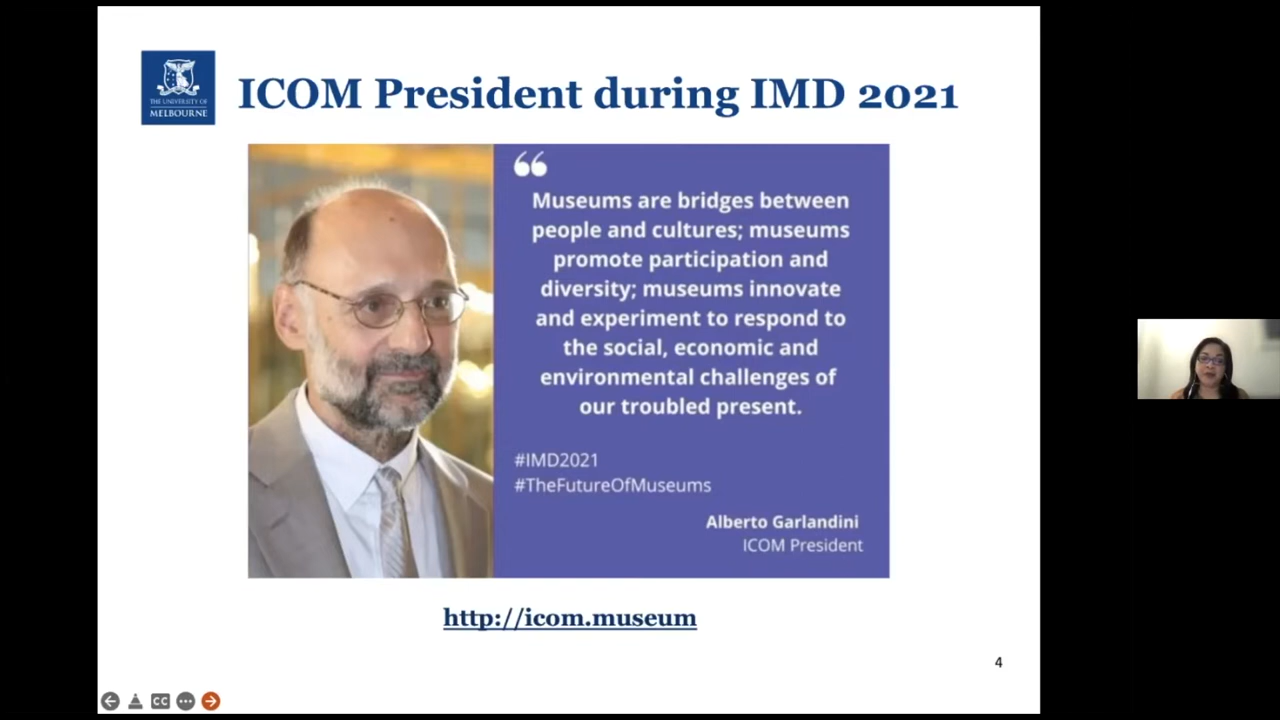 THE UNIVERSITY OF
MELBOURNE
ICOM President during IMD 2021
“
Museums are bridges between
people and cultures; museums
promote participation and
diversity; museums innovate
and experiment to respond to
the social, economic and
environmental challenges of
our troubled present.
#IMD2021
#TheFutureOfMuseums
Alberto Garlandini
ICOM President
http://icom.museum
4
CC